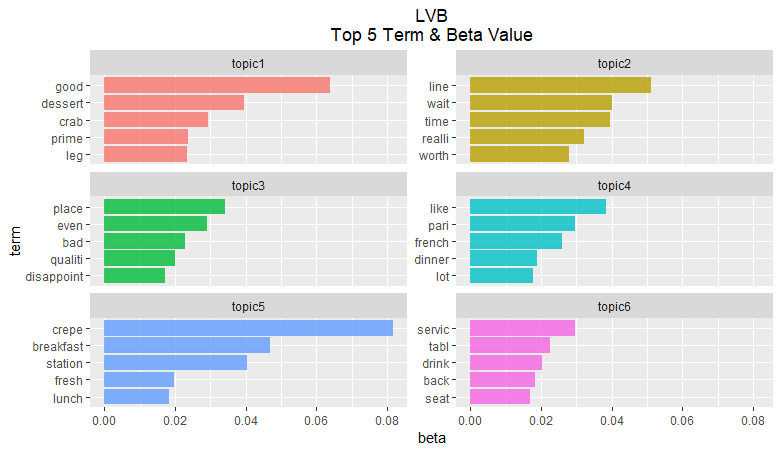 LVB
Top 5 Term & Beta Value
topic1
good
dessert
crab
prime
leg
topic2
line
wait
time
realli
worth
topic3
place
even
bad
qualiti
disappoint
topic4
like
pari
french
dinner
lot
topic5
crepe
breakfast
station
fresh
lunch
topic6
servic
tabl
drink
back
seat
term
0.00 0.02 0.04 0.06 0.08
0.00 0.02 0.04 0.06 0.08
beta